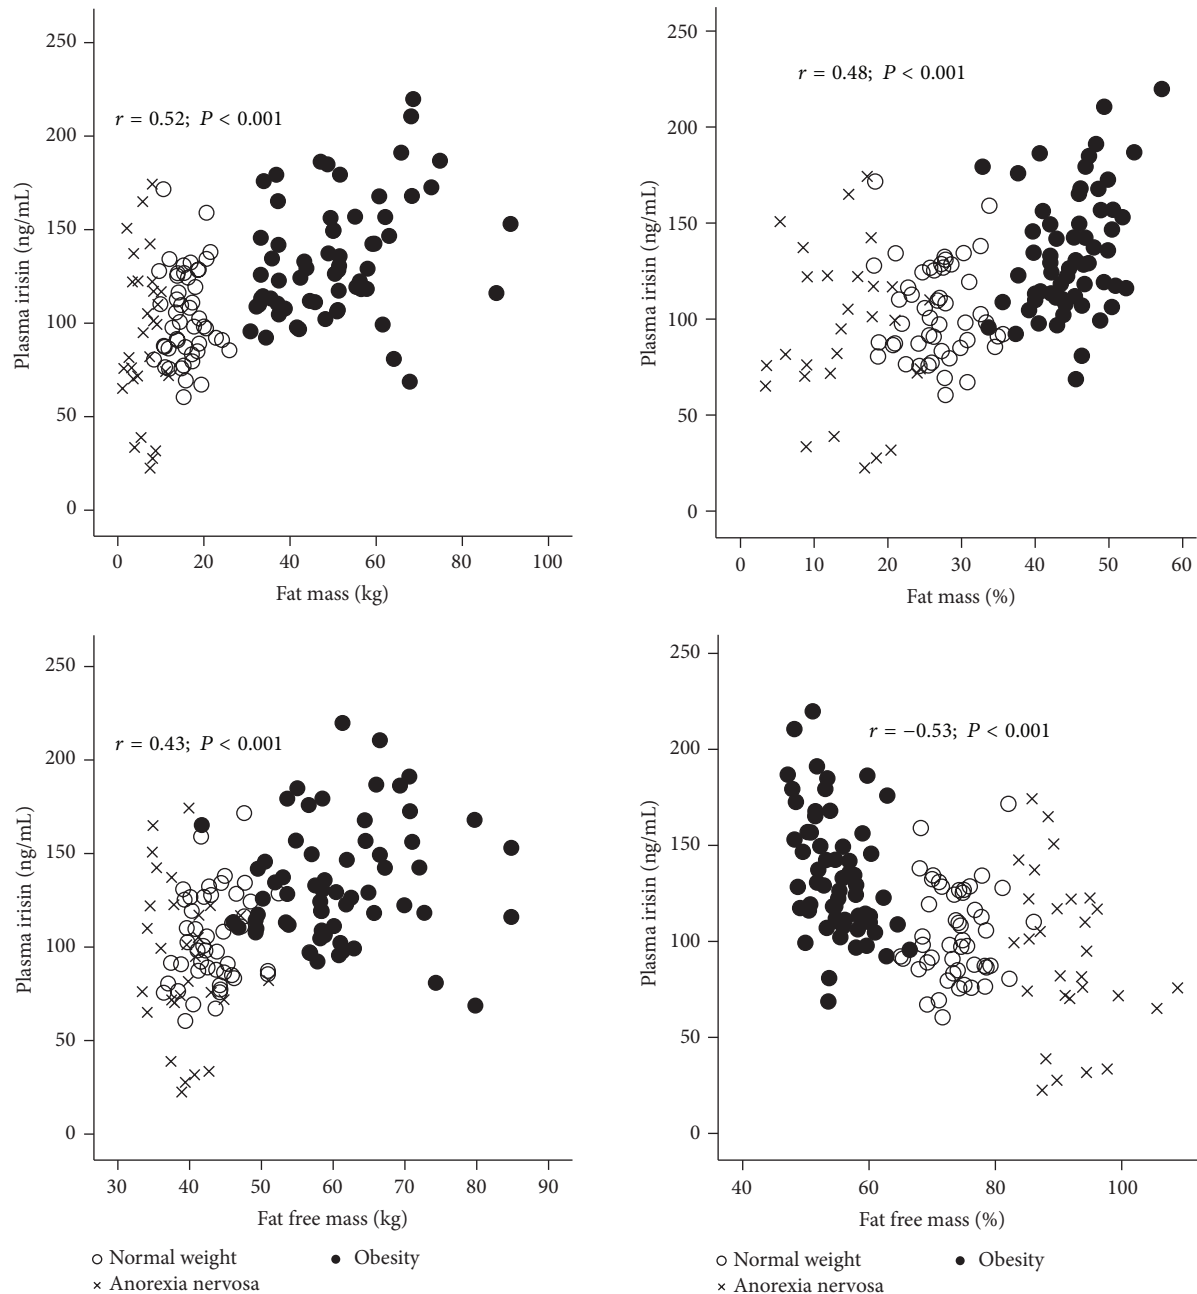 250
200
150
100
50
0
Plasma irisin (ng/mL)
r = 0.52; P < 0.001
0 20 40 60 80 100
Fat mass (kg)
250
200
150
100
50
0
Plasma irisin (ng/mL)
r = 0.48; P < 0.001
0 10 20 30 40 50 60
Fat mass (%)
250
200
150
100
50
0
Plasma irisin (ng/mL)
r = 0.43; P < 0.001
30 40 50 60 70 80 90
Fat free mass (kg)
Normal weight Obesity
Anorexia nervosa
250
200
150
100
50
0
Plasma irisin (ng/mL)
r = −0.53; P < 0.001
40 60 80 100
Fat free mass (%)
Normal weight Obesity
Anorexia nervosa